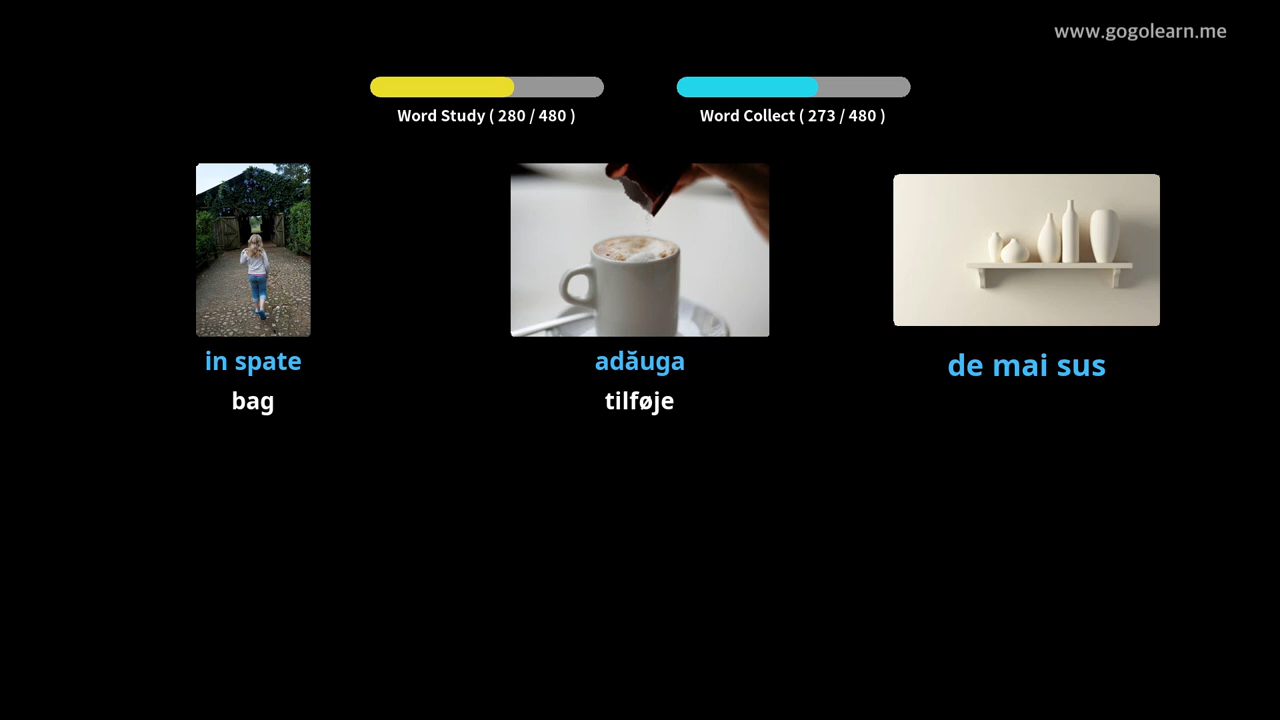 www.gogolearn.me
Word Study ( 280 / 480 )
Word Collect ( 273 / 480 )
in spate
bag
adăuga
tilføje
de mai sus